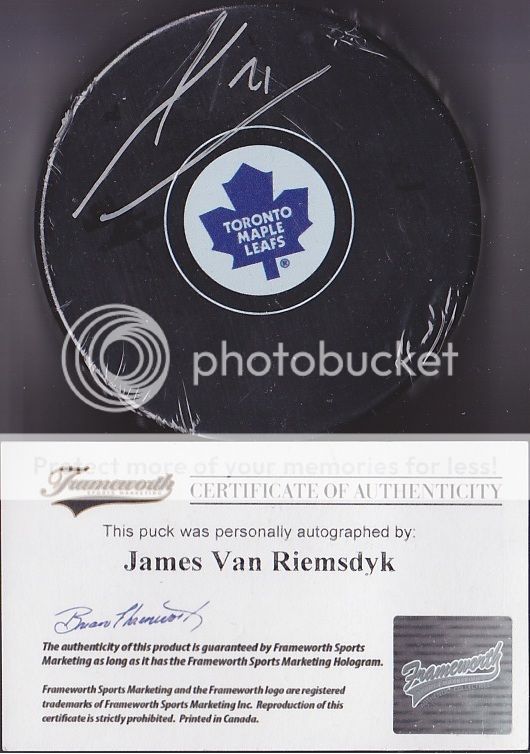 21
TORONTO
MAPLE
LEAFS
®
photobucket
Protect more of your memories for less!
Frameworth
SPORTS MARKETING
CERTIFICATE OF AUTHENTICITY
This puck was personally autographed by:
James Van Riemsdyk
The authenticity of this product is guaranteed by Frameworth Sports
Marketing as long as it has the Frameworth Sports Marketing Hologram.
Frameworth Sports Marketing and the Frameworth logo are registered
trademarks of Frameworth Sports Marketing Inc. Reproduction of this
certificate is strictly prohibited. Printed in Canada.
Frameworth